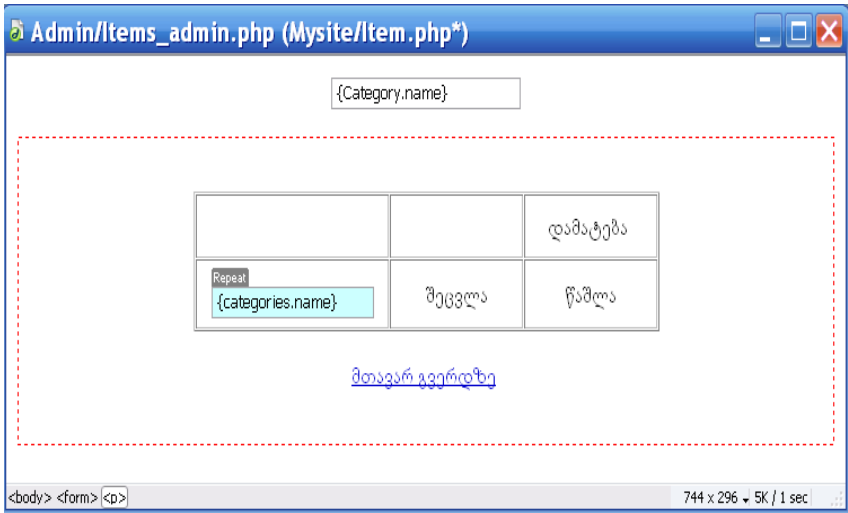 Admin/Items_admin.php (Mysite/Item.php*)
{Category.name}
დამატება
Repeat
{categories.name}
შეცვლა
წაშლა
მთავარ გვერდზე
<body> <form> <p>
744 x 296 5K / 1 sec